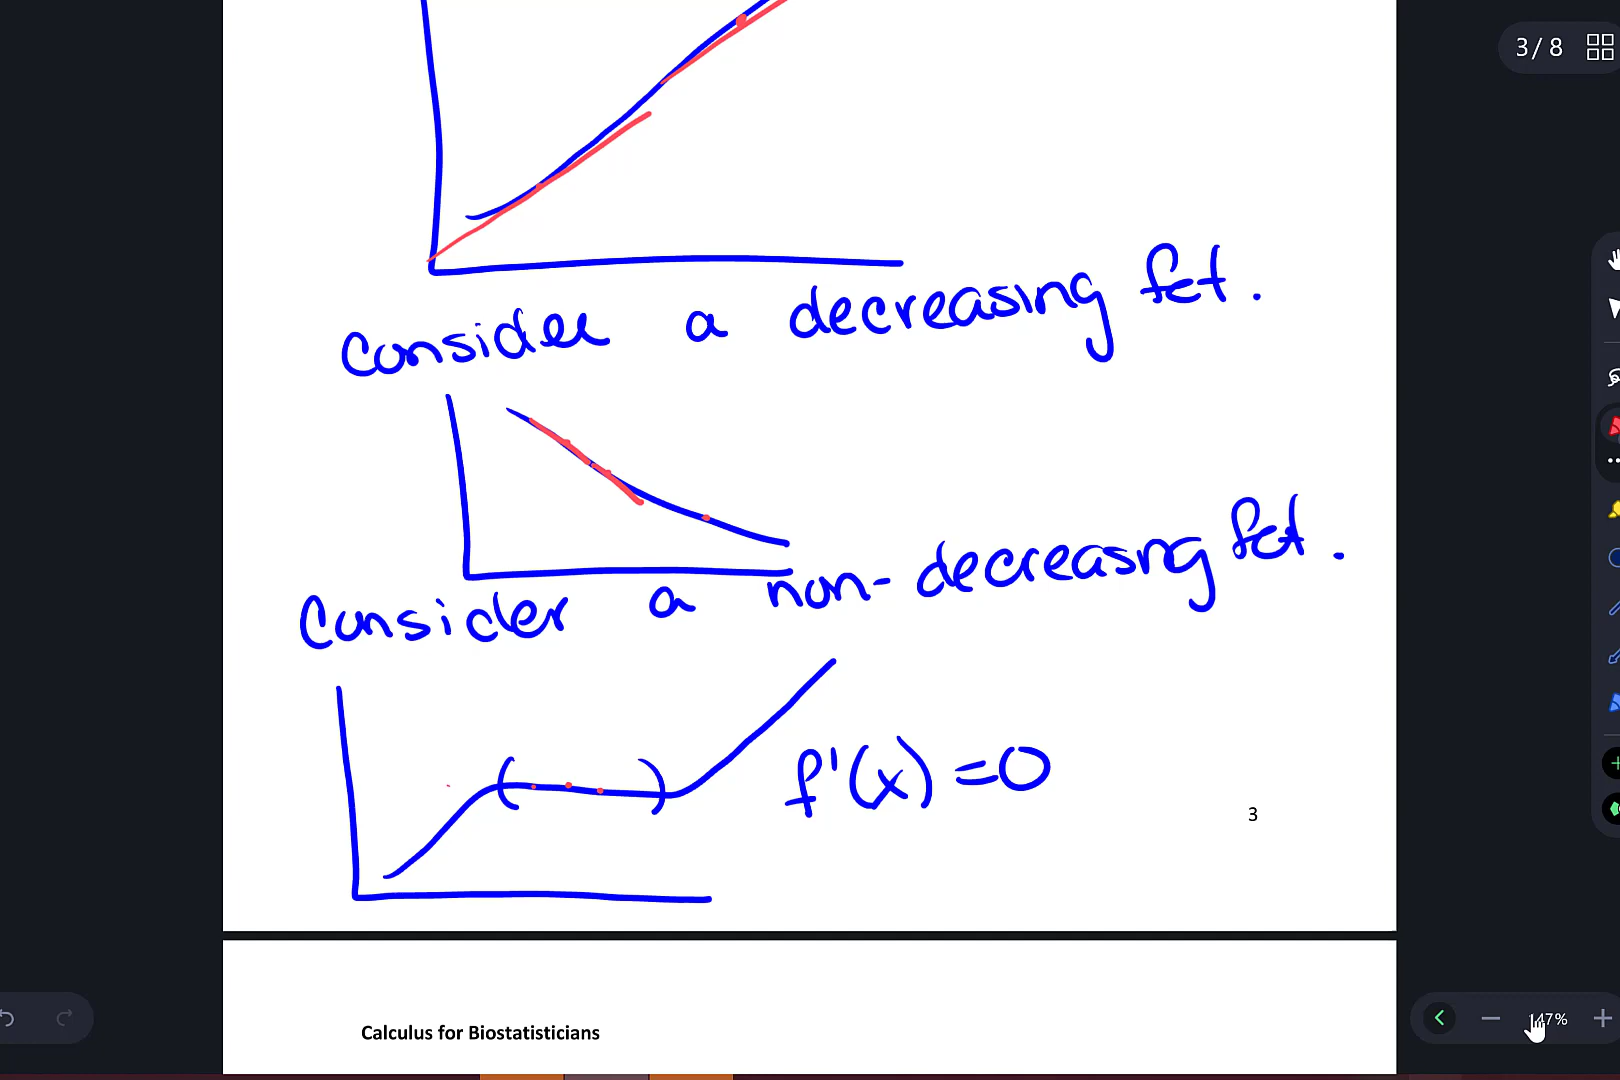 3 / 8
Consider a decreasing fct.
Consider a non-decreasing fct.
f'(x) = 0
3
Calculus for Biostatisticians
147%